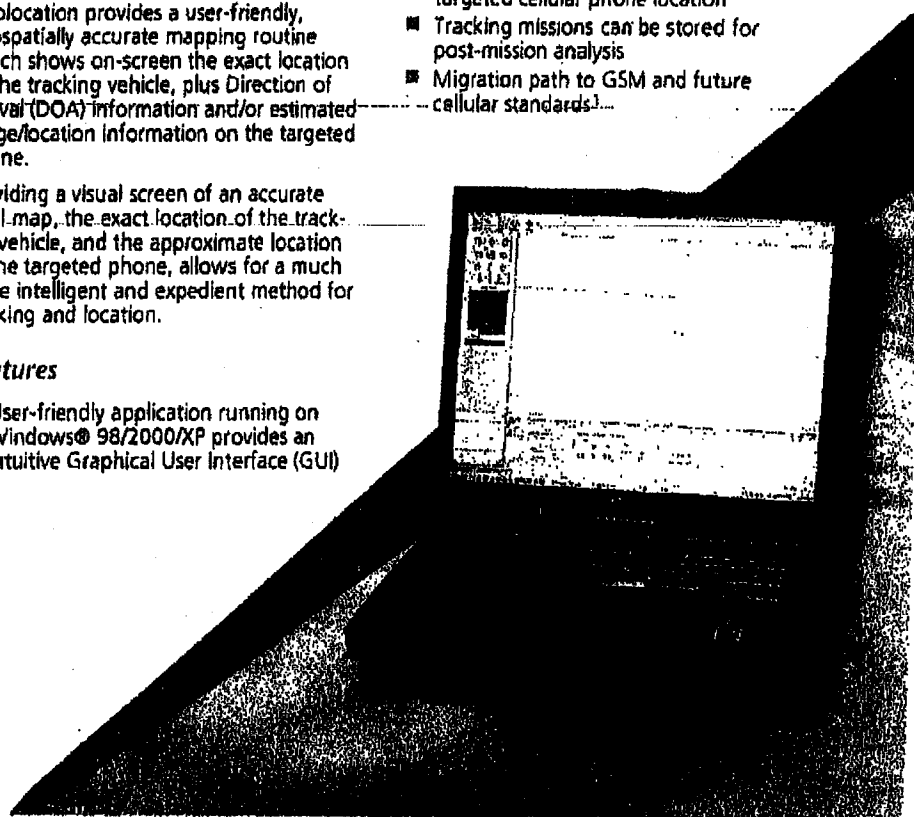 olocation provides a user-friendly,
spatially accurate mapping routine
ch shows on-screen the exact location
he tracking vehicle, plus Direction of
val (DOA) information and/or estimated
ge/location information on the targeted
ne.
viding a visual screen of an accurate
l map, the exact location of the track-
vehicle, and the approximate location
he targeted phone, allows for a much
e intelligent and expedient method for
king and location.
tures
User-friendly application running on
Windows® 98/2000/XP provides an
ntuitive Graphical User Interface (GUI)
targeted cellular phone location
■ Tracking missions can be stored for
post-mission analysis
■ Migration path to GSM and future
cellular standards